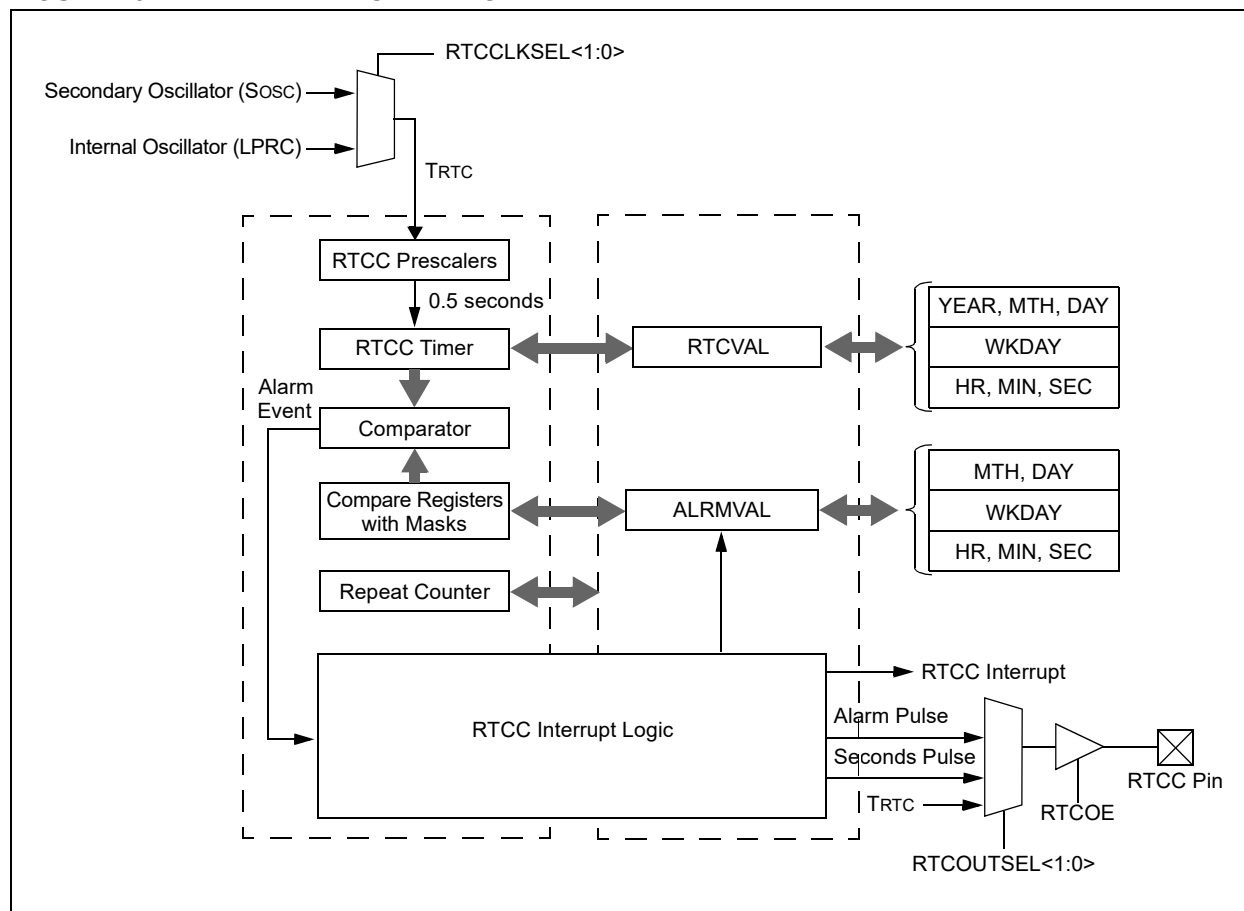 RTCCLKSEL<1:0>
Secondary Oscillator (SOSC)
Internal Oscillator (LPRC)
TRTC
RTCC Prescalers
0.5 seconds
RTCC Timer
RTCVAL
YEAR, MTH, DAY
WKDAY
HR, MIN, SEC
Alarm
Event
Comparator
Compare Registers
with Masks
ALRMVAL
MTH, DAY
WKDAY
HR, MIN, SEC
Repeat Counter
RTCC Interrupt Logic
RTCC Interrupt
Alarm Pulse
Seconds Pulse
TRTC
RTCC Pin
RTCOE
RTCOUTSEL<1:0>